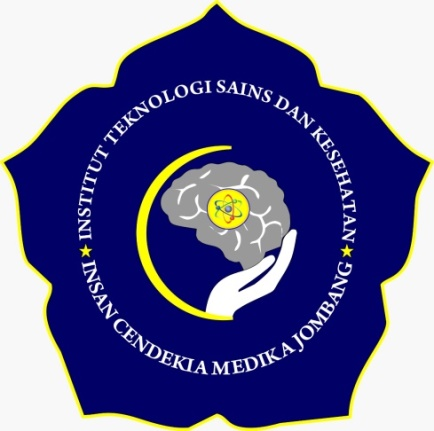 INSTITUT TEKNOLOGI SAINS DAN KESEHATAN
INSAN CENDEKIA MEDIKA JOMBANG